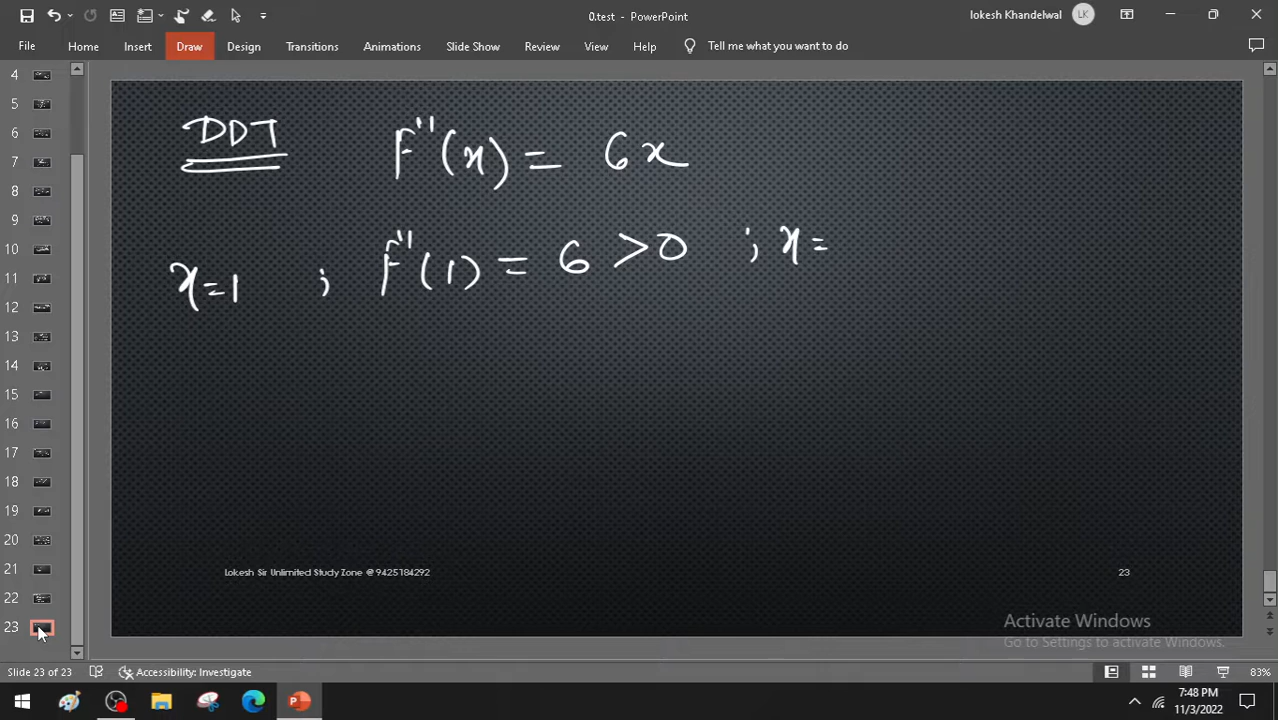 0.test - PowerPoint
lokesh Khandelwal LK
File Home Insert Draw Design Transitions Animations Slide Show Review View Help Tell me what you want to do
4
5
6
7
8
9
10
11
12
13
14
15
16
17
18
19
20
21
22
23
DDT F''(x) = 6x
x=1 ; F''(1) = 6 >0 ; x=
Lokesh Sir Unlimited Study Zone @ 9425184292 23
Activate Windows
Go to Settings to activate Windows.
Slide 23 of 23 Accessibility: Investigate 83%
7:48 PM
11/3/2022